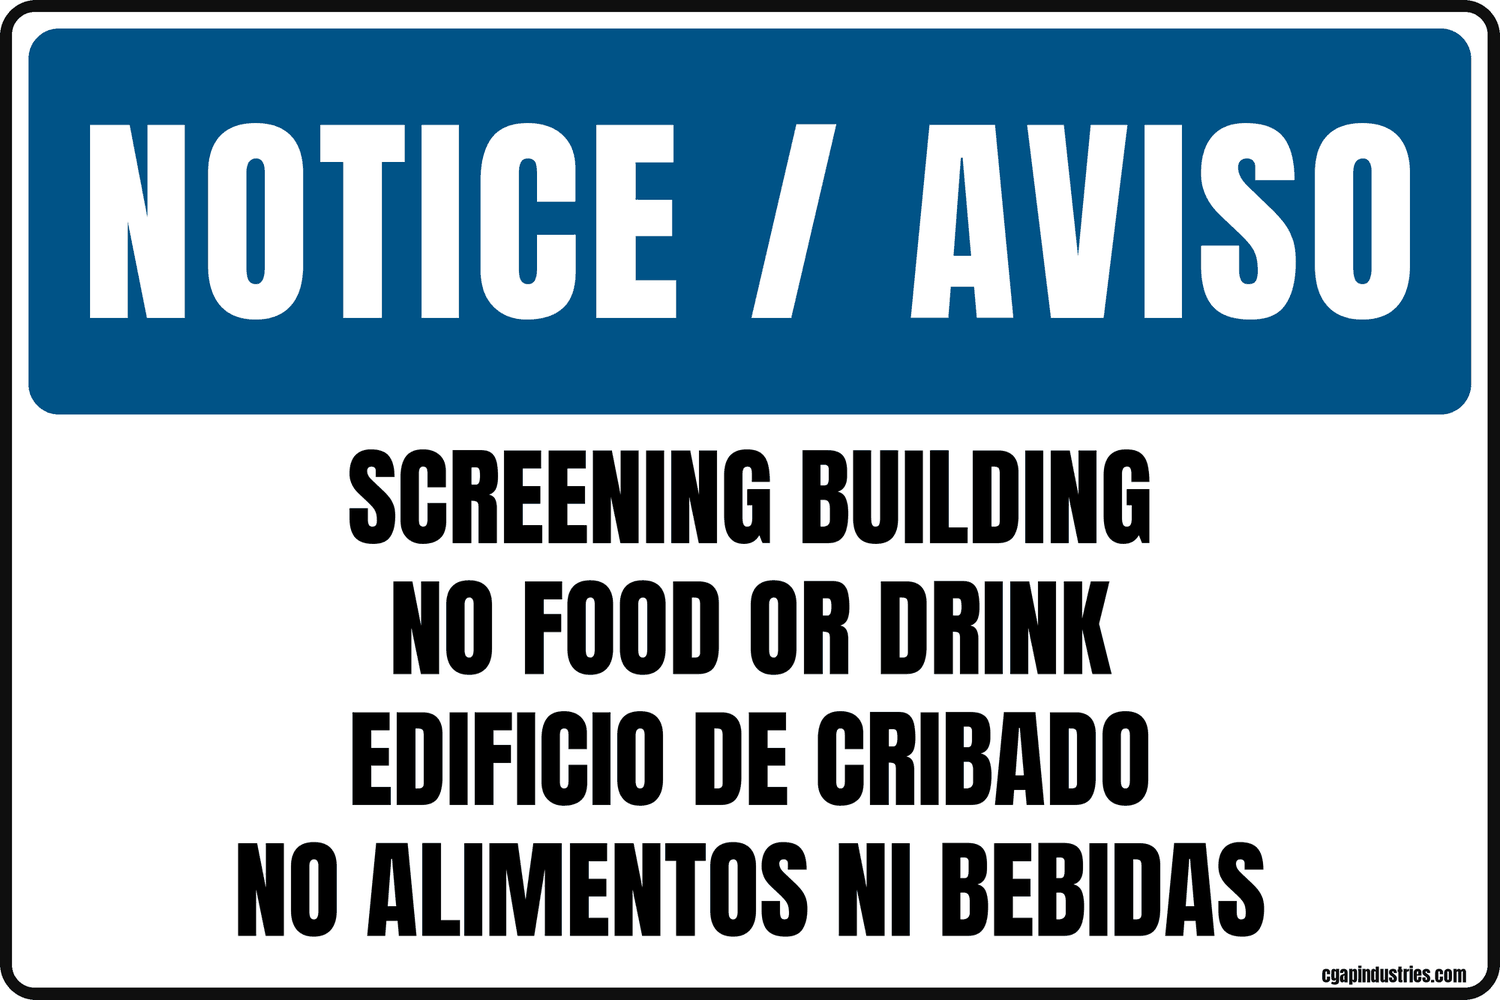 NOTICE / AVISO
SCREENING BUILDING
NO FOOD OR DRINK
EDIFICIO DE CRIBADO
NO ALIMENTOS NI BEBIDAS
cgapindustries.com